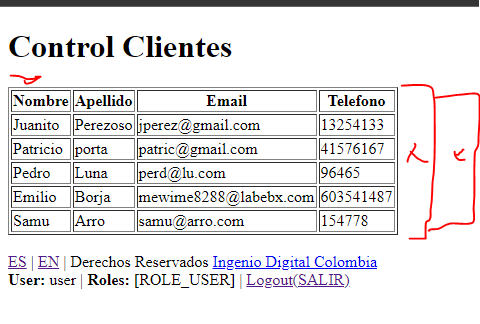 Control Clientes
Nombre Apellido Email Telefono
Juanito Perezoso jperez@gmail.com 13254133
Patricio porta patric@gmail.com 41576167
Pedro Luna perd@lu.com 96465
Emilio Borja mewime8288@labebx.com 603541487
Samu Arro samu@arro.com 154778
ES | EN | Derechos Reservados Ingenio Digital Colombia
User: user | Roles: [ROLE_USER] | Logout(SALIR)